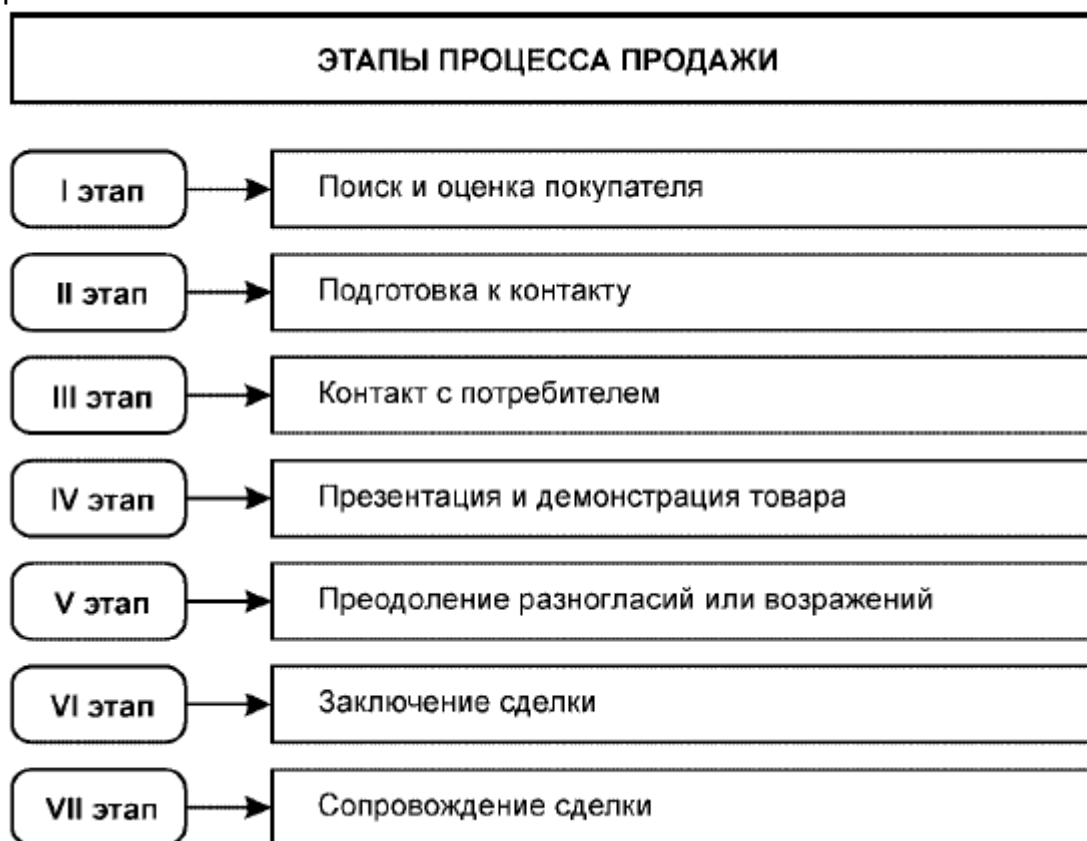 ЭТАПЫ ПРОЦЕССА ПРОДАЖИ
I этап
Поиск и оценка покупателя
II этап
Подготовка к контакту
III этап
Контакт с потребителем
IV этап
Презентация и демонстрация товара
V этап
Преодоление разногласий или возражений
VI этап
Заключение сделки
VII этап
Сопровождение сделки